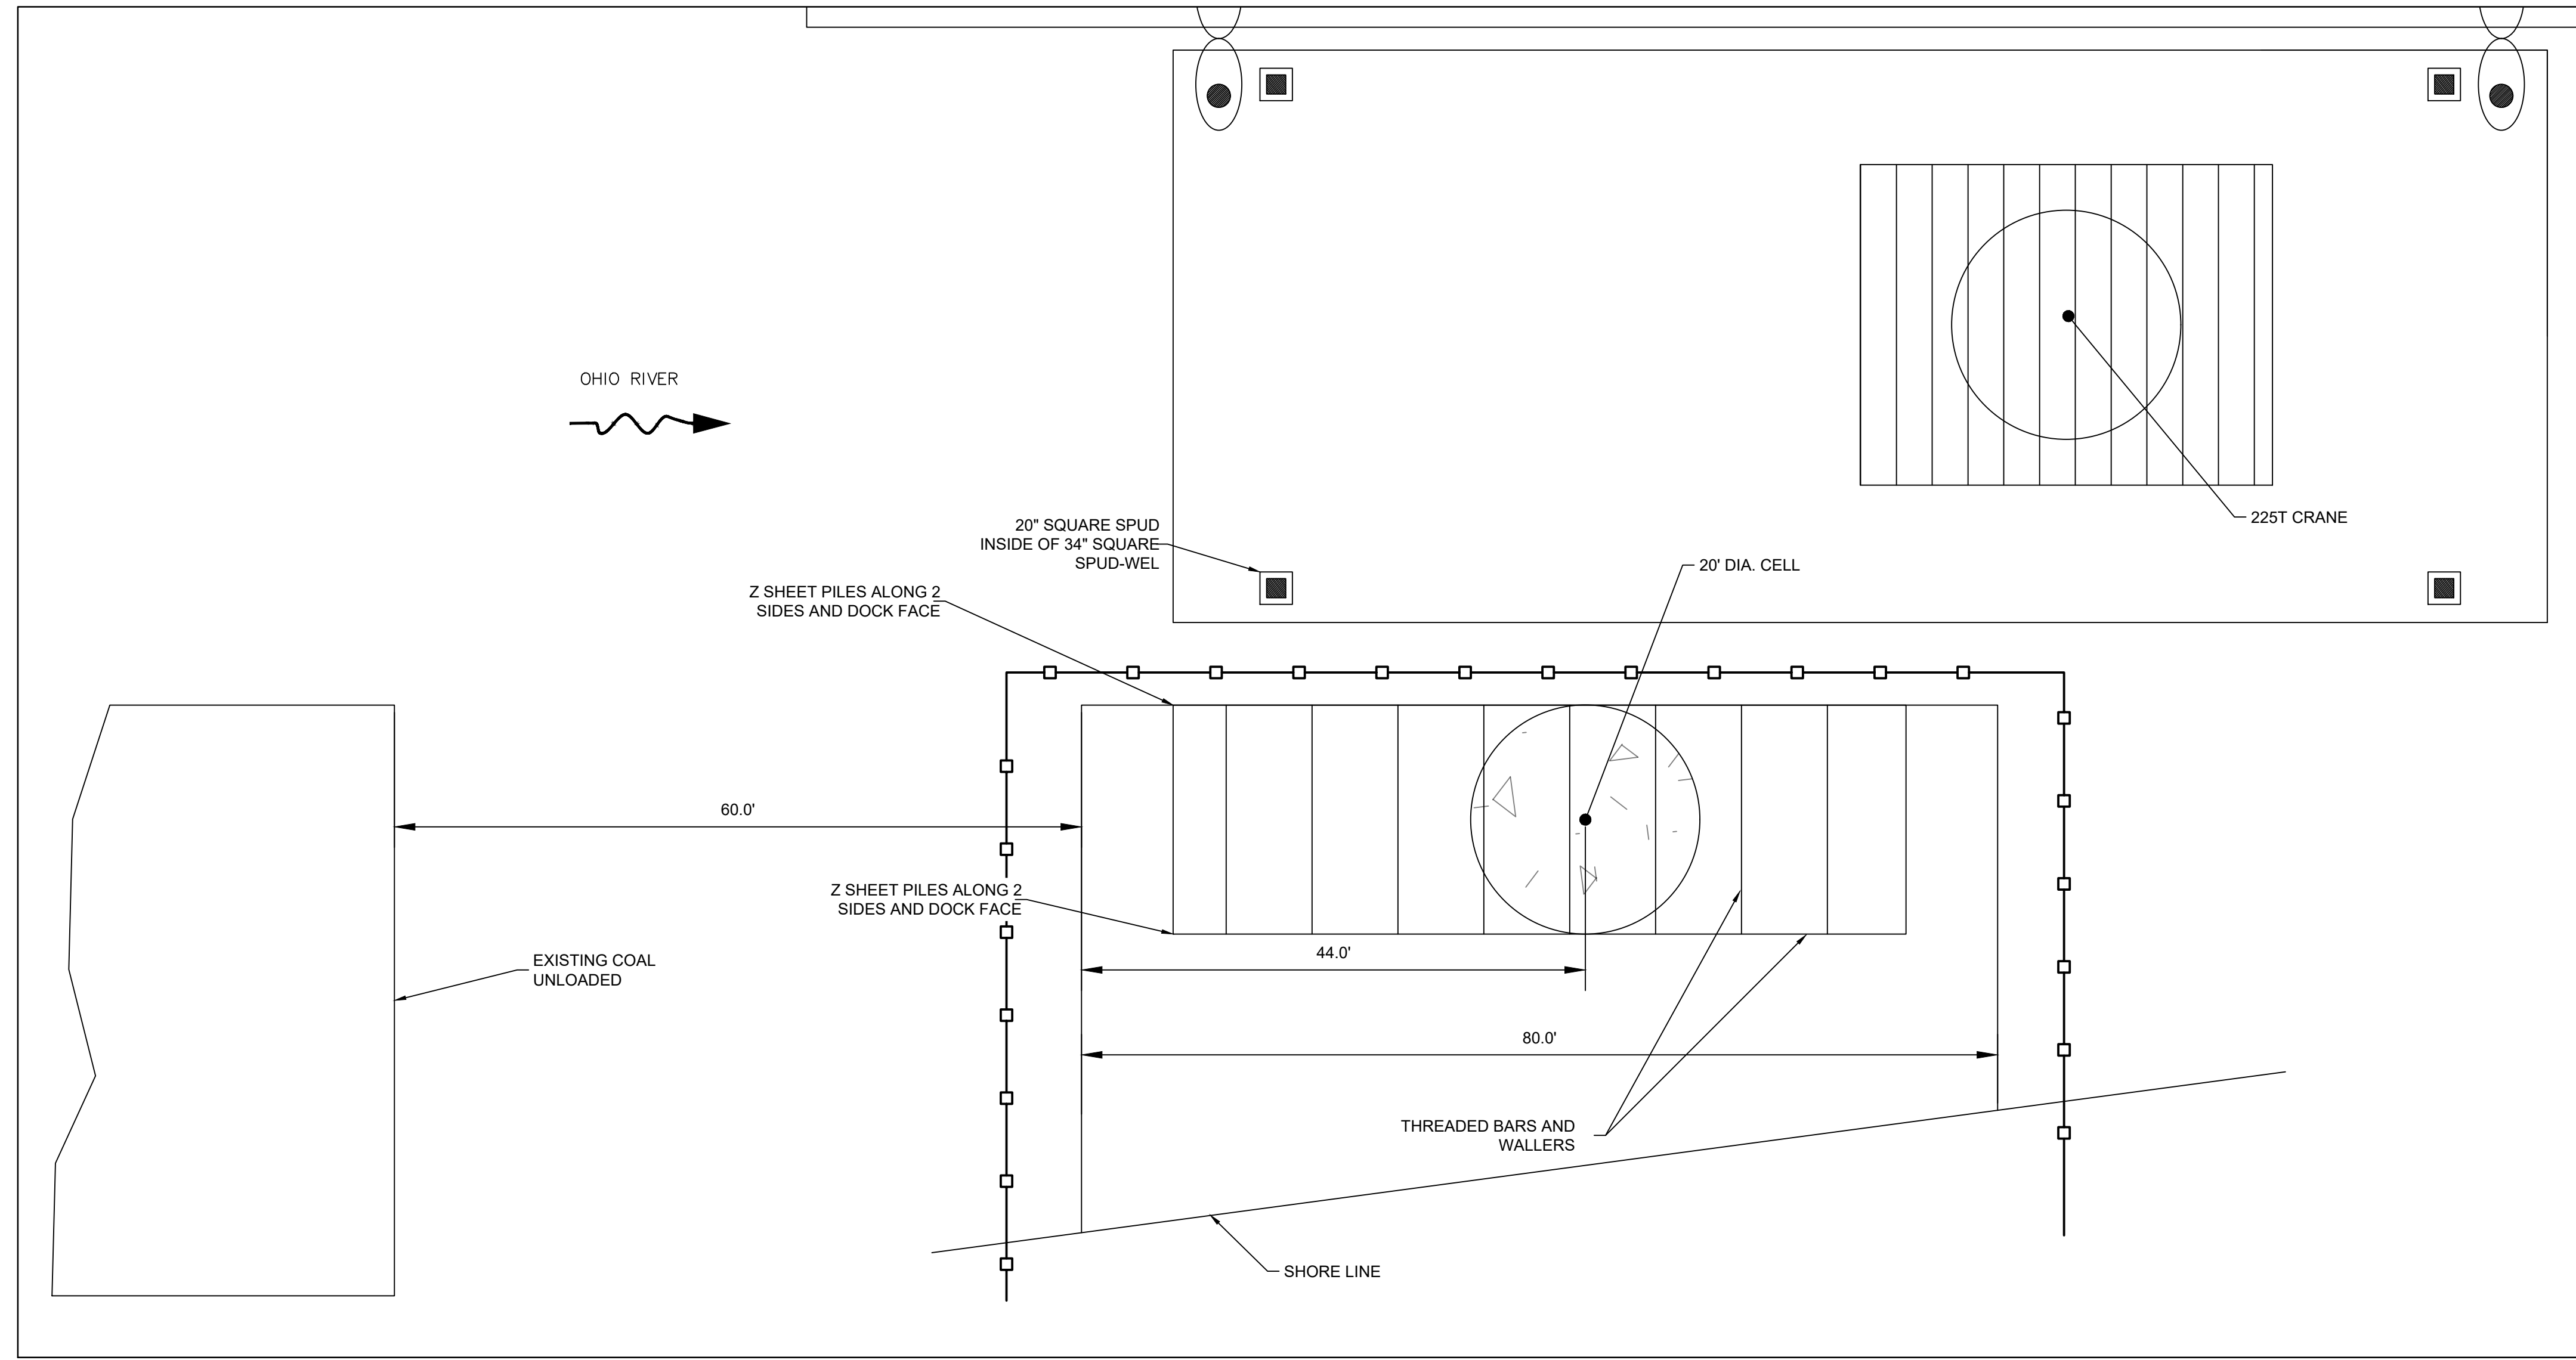 OHIO RIVER
225T CRANE
20" SQUARE SPUD
INSIDE OF 34" SQUARE
SPUD-WEL
20' DIA. CELL
Z SHEET PILES ALONG 2
SIDES AND DOCK FACE
60.0'
Z SHEET PILES ALONG 2
SIDES AND DOCK FACE
44.0'
EXISTING COAL
UNLOADED
80.0'
THREADED BARS AND
WALLERS
SHORE LINE